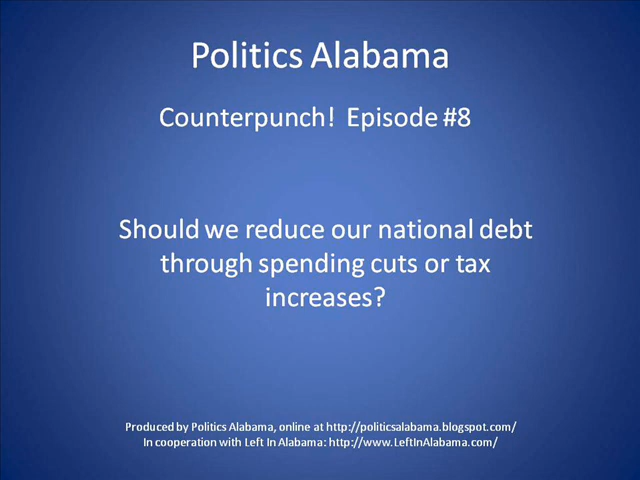 Politics Alabama
Counterpunch!  Episode #8
Should we reduce our national debt
through spending cuts or tax
increases?
Produced by Politics Alabama, online at http://politicsalabama.blogspot.com/
In cooperation with Left In Alabama: http://www.LeftInAlabama.com/